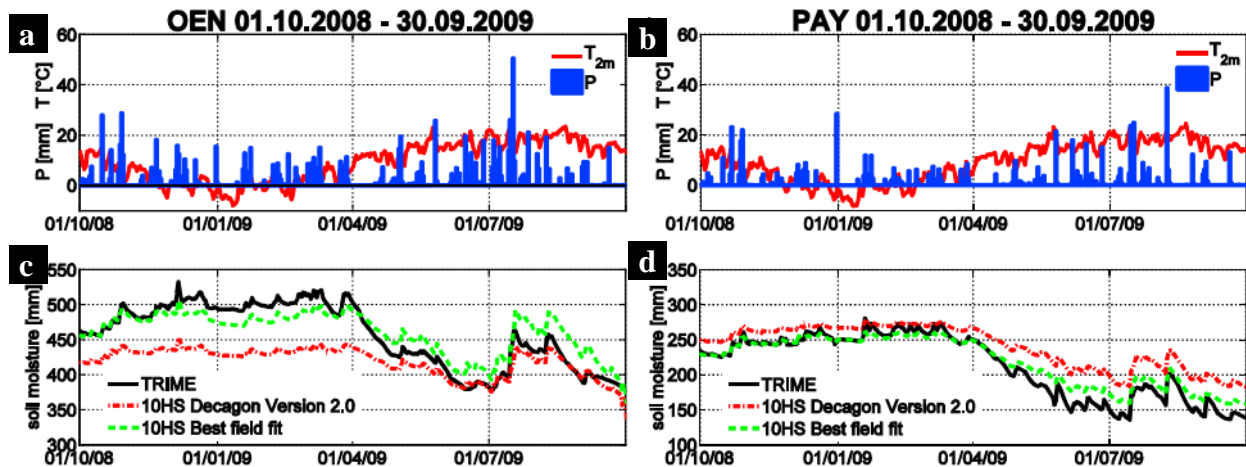 a
OEN 01.10.2008 - 30.09.2009
P [mm] T [°C]
60
40
20
0
T2m
P
01/10/08 01/01/09 01/04/09 01/07/09
b
PAY 01.10.2008 - 30.09.2009
P [mm] T [°C]
60
40
20
0
T2m
P
01/10/08 01/01/09 01/04/09 01/07/09
c
soil moisture [mm]
550
500
450
400
350
300
TRIME
10HS Decagon Version 2.0
10HS Best field fit
01/10/08 01/01/09 01/04/09 01/07/09
d
soil moisture [mm]
350
300
250
200
150
100
TRIME
10HS Decagon Version 2.0
10HS Best field fit
01/10/08 01/01/09 01/04/09 01/07/09